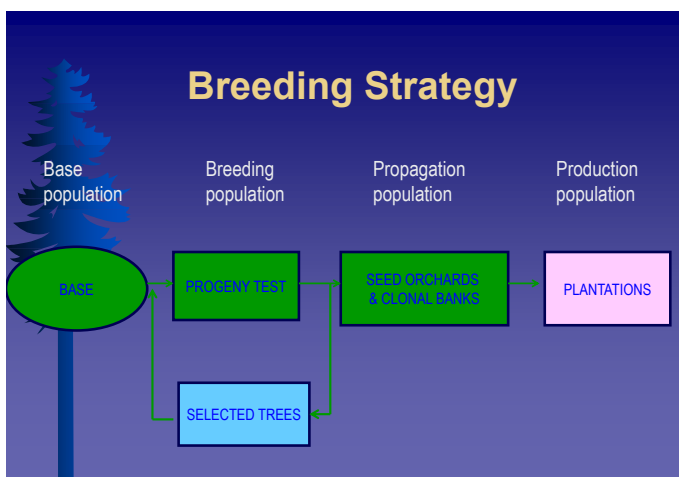 Breeding Strategy
Base
population
Breeding
population
Propagation
population
Production
population
BASE
PROGENY TEST
SEED ORCHARDS
& CLONAL BANKS
PLANTATIONS
SELECTED TREES